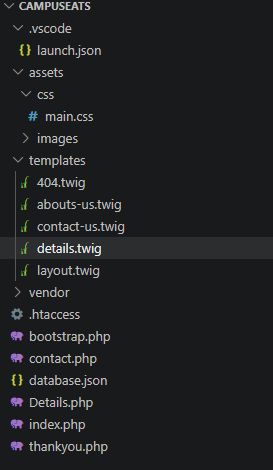 CAMPUSEATS
.vscode
{} launch.json
assets
css
# main.css
images
templates
404.twig
abouts-us.twig
contact-us.twig
details.twig
layout.twig
vendor
.htaccess
bootstrap.php
contact.php
{} database.json
Details.php
index.php
thankyou.php